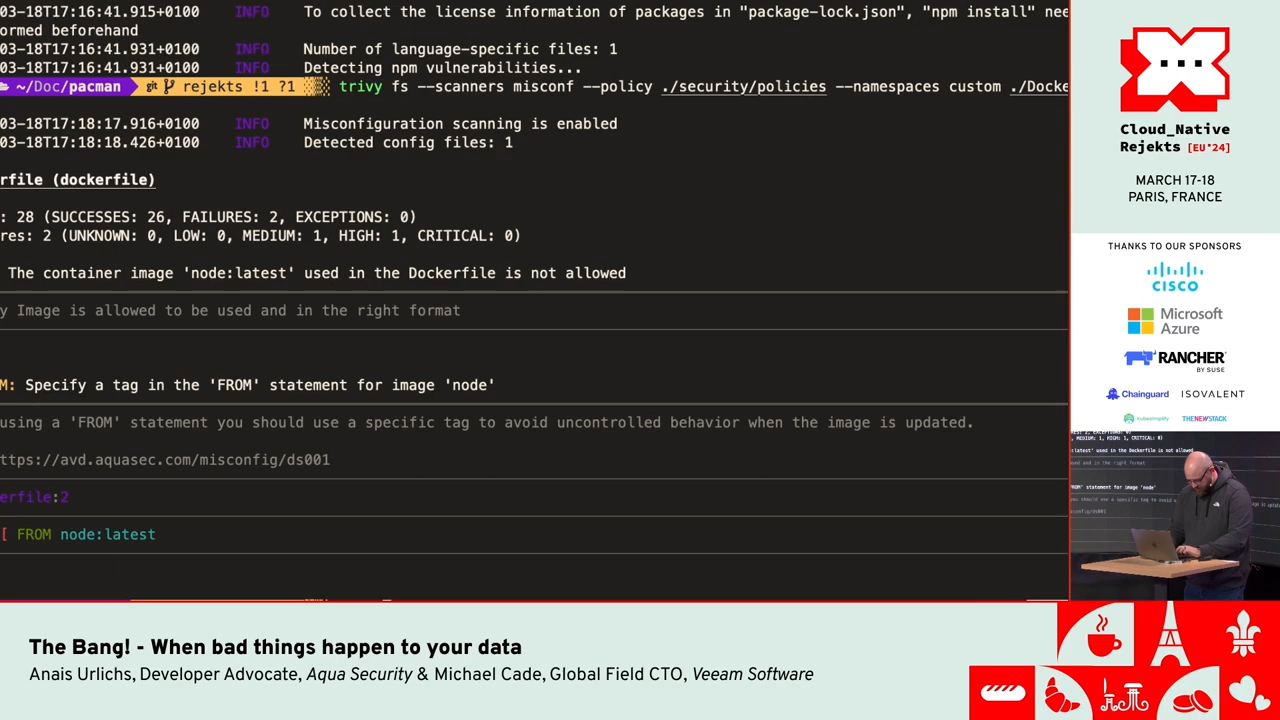 03-18T17:16:41.915+0100 INFO To collect the license information of packages in "package-lock.json", "npm install" nee
ormed beforehand
03-18T17:16:41.931+0100 INFO Number of language-specific files: 1
03-18T17:16:41.931+0100 INFO Detecting npm vulnerabilities...
~/Doc/pacman git rejekts !1 ?1 trivy fs --scanners misconf --policy ./security/policies --namespaces custom ./Docke
03-18T17:18:17.916+0100 INFO Misconfiguration scanning is enabled
03-18T17:18:18.426+0100 INFO Detected config files: 1
rfile (dockerfile)
: 28 (SUCCESSES: 26, FAILURES: 2, EXCEPTIONS: 0)
res: 2 (UNKNOWN: 0, LOW: 0, MEDIUM: 1, HIGH: 1, CRITICAL: 0)
The container image 'node:latest' used in the Dockerfile is not allowed
y Image is allowed to be used and in the right format
M: Specify a tag in the 'FROM' statement for image 'node'
using a 'FROM' statement you should use a specific tag to avoid uncontrolled behavior when the image is updated.
ttps://avd.aquasec.com/misconfig/ds001
erfile:2
[ FROM node:latest
Cloud_Native
Rejekts [EU'24]
MARCH 17-18
PARIS, FRANCE
THANKS TO OUR SPONSORS
CISCO
Microsoft
Azure
RANCHER
BY SUSE
Chainguard ISOVALENT
kubesimplify THENEWSTACK
The Bang! - When bad things happen to your data
Anais Urlichs, Developer Advocate, Aqua Security & Michael Cade, Global Field CTO, Veeam Software